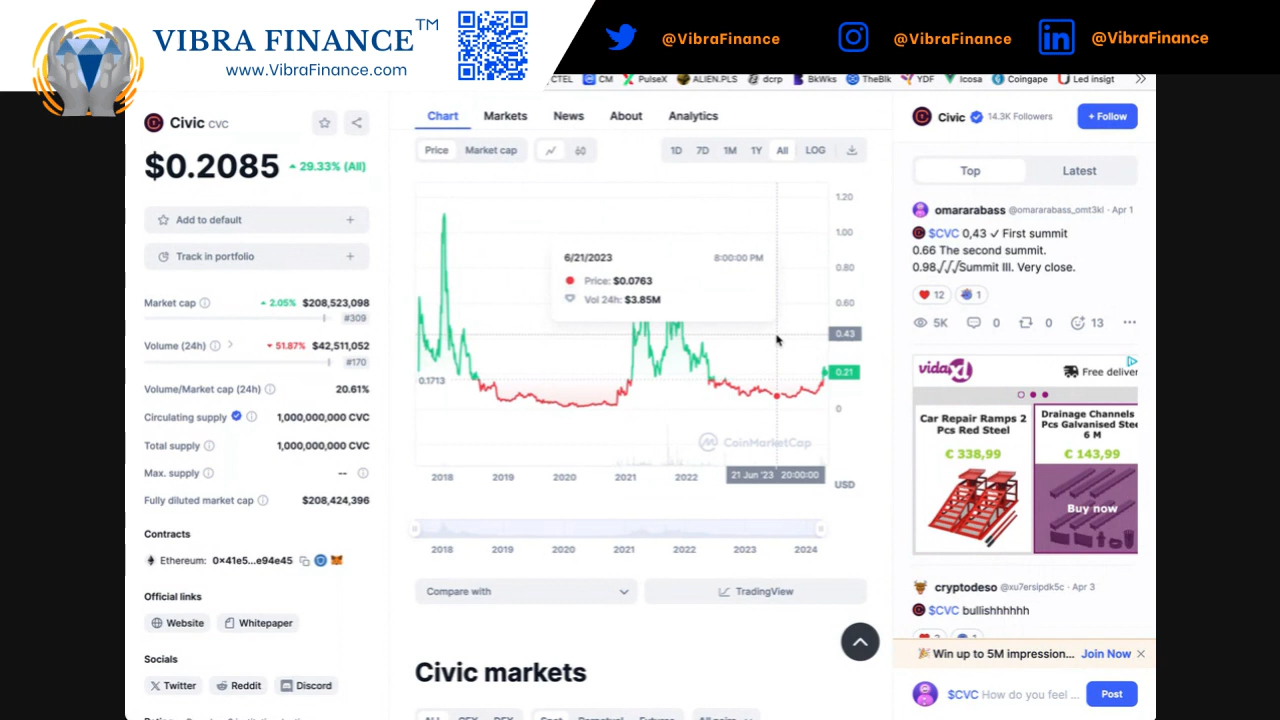 VIBRA FINANCE™
www.VibraFinance.com
@VibraFinance
@VibraFinance
@VibraFinance
CTEL CM PulseX ALIEN.PLS dcrp BkWks TheBlk YDF Icosa Coingape Led insigt
Civic CVC
$0.2085
29.33% (All)
Add to default
Track in portfolio
Market cap 2.05% $208,523,098
#309
Volume (24h) 51.87% $42,511,052
#170
Volume/Market cap (24h) 20.61%
Circulating supply 1,000,000,000 CVC
Total supply 1,000,000,000 CVC
Max. supply --
Fully diluted market cap $208,424,396
Contracts
Ethereum: 0x41e5...e94e45
Official links
Website Whitepaper
Socials
Twitter Reddit Discord
Chart Markets News About Analytics
Price Market cap 1D 7D 1M 1Y All LOG
1.20
1.00
0.80
0.60
0.43
0.21
0
0.1713
6/21/2023 8:00:00 PM
Price: $0.0763
Vol 24h: $3.85M
CoinMarketCap
2018 2019 2020 2021 2022 21 Jun '23 20:00:00
USD
2018 2019 2020 2021 2022 2023 2024
Compare with
TradingView
Civic markets
Civic 14.3K Followers + Follow
Top Latest
omararabass @omararabass_omt3kl · Apr 1
$CVC 0,43 ✓ First summit
0.66 The second summit.
0.98√√√Summit III. Very close.
12 1
5K 0 0 13
vidaXL Free deliver
Car Repair Ramps 2
Pcs Red Steel
€ 338,99
Drainage Channels
Pcs Galvanised Stee
6 M
€ 143,99
Buy now
cryptodeso @xu7ersipdk5c · Apr 3
$CVC bullishhhhhh
Win up to 5M impression... Join Now
$CVC How do you feel ... Post